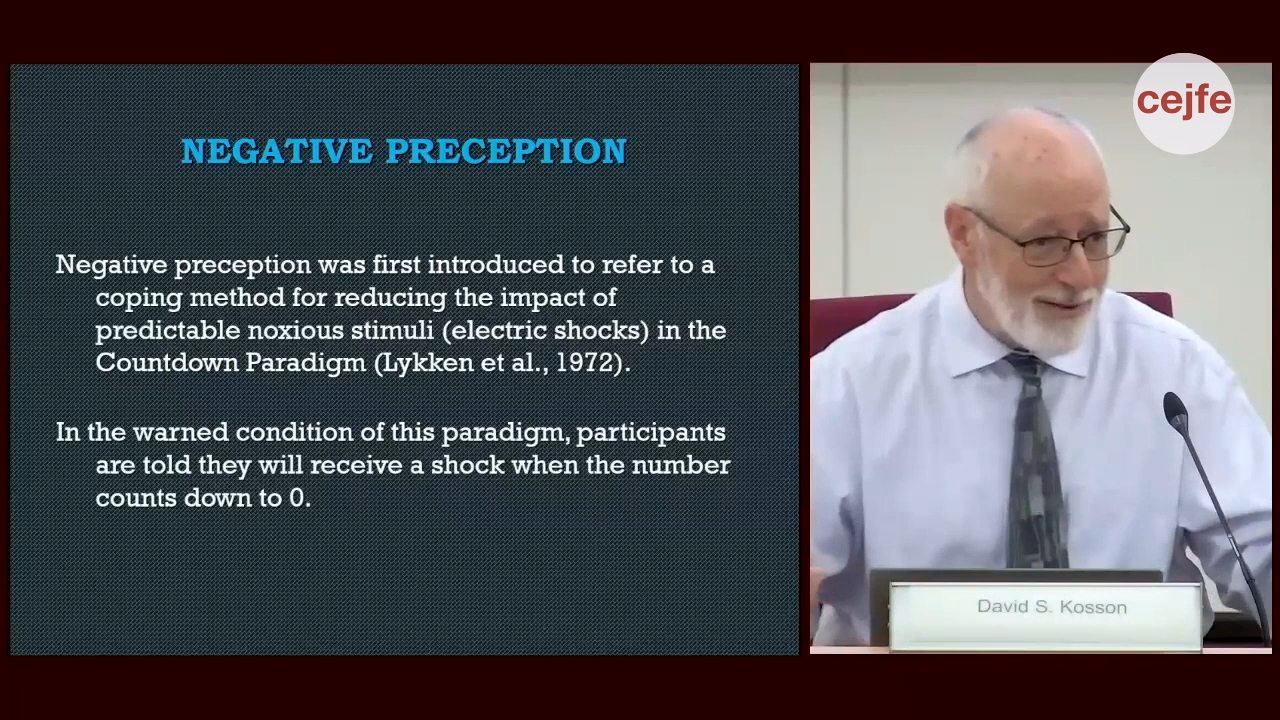 cejfe
NEGATIVE PRECEPTION
Negative preception was first introduced to refer to a
coping method for reducing the impact of
predictable noxious stimuli (electric shocks) in the
Countdown Paradigm (Lykken et al., 1972).
In the warned condition of this paradigm, participants
are told they will receive a shock when the number
counts down to 0.
David S. Kosson